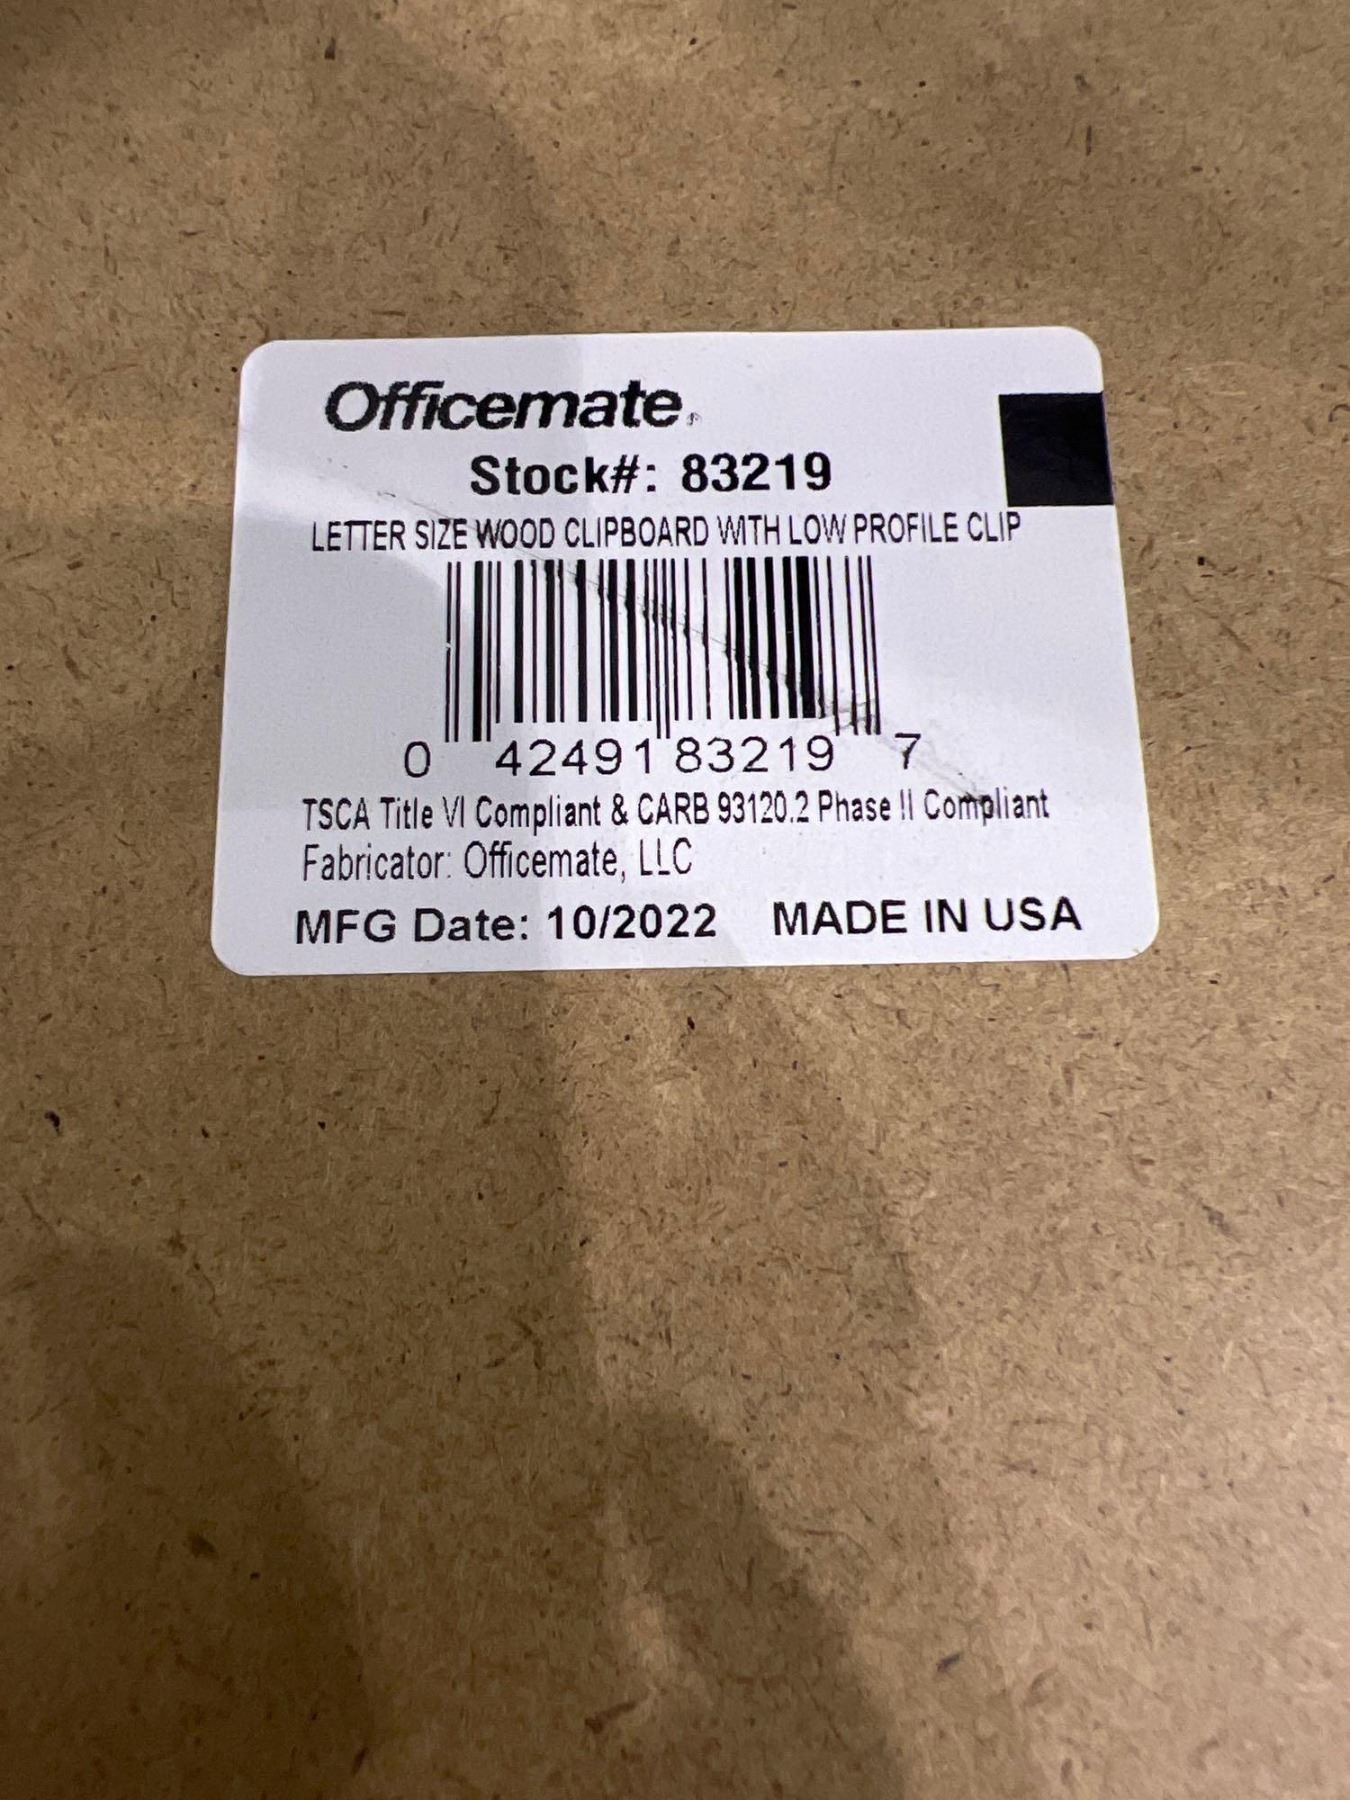 Officemate®
Stock#: 83219
LETTER SIZE WOOD CLIPBOARD WITH LOW PROFILE CLIP
0 42491 83219 7
TSCA Title VI Compliant & CARB 93120.2 Phase II Compliant
Fabricator: Officemate, LLC
MFG Date: 10/2022 MADE IN USA